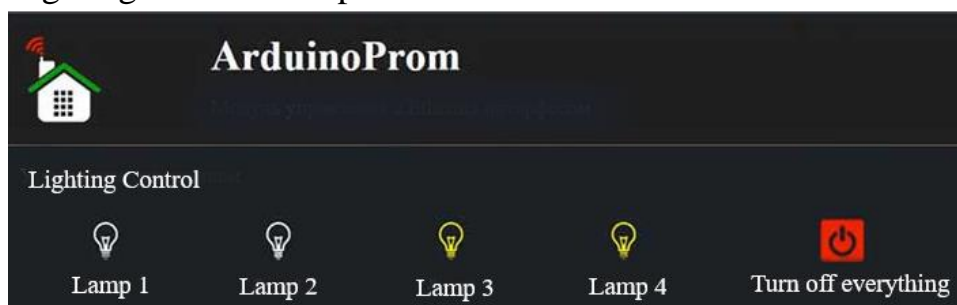 ArduinoProm
Lighting Control
Lamp 1
Lamp 2
Lamp 3
Lamp 4
Turn off everything